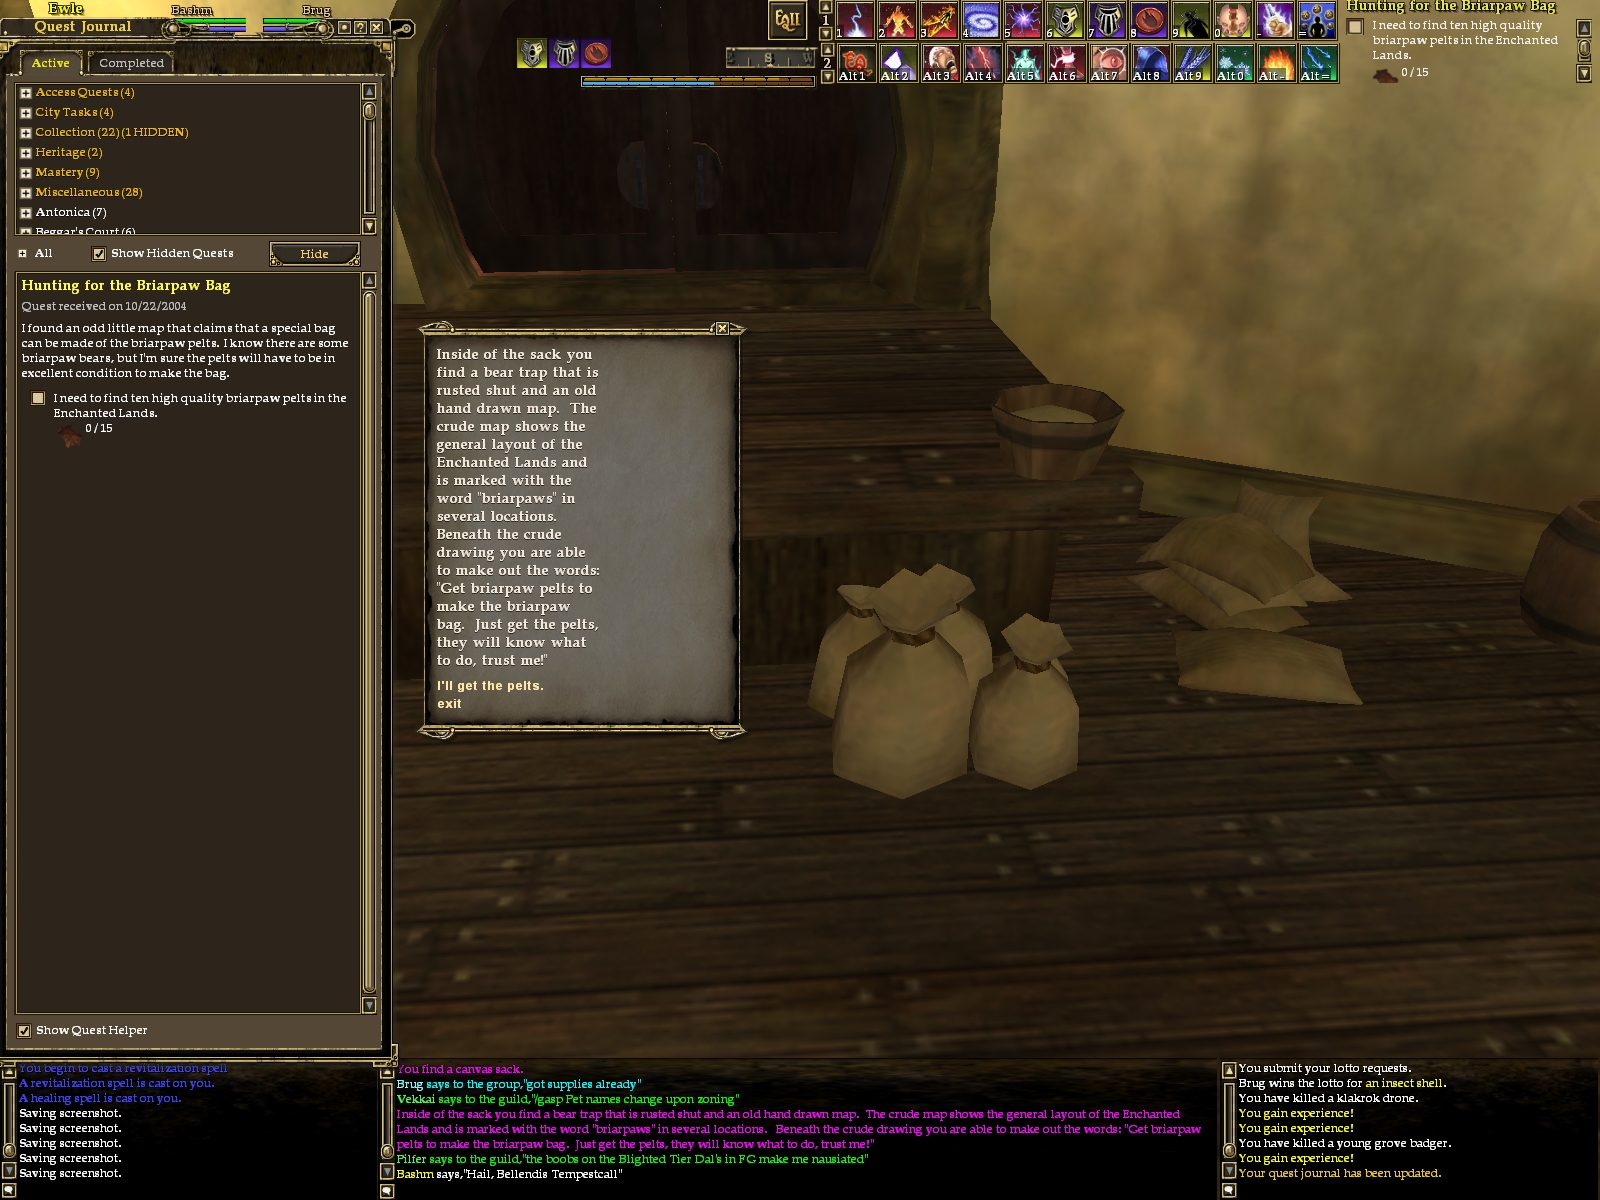 Ewle
Bashm
Brug
Quest Journal
Active
Completed
Access Quests (4)
City Tasks (4)
Collection (22) (1 HIDDEN)
Heritage (2)
Mastery (9)
Miscellaneous (28)
Antonica (7)
Beggar's Court (6)
All
Show Hidden Quests
Hide
Hunting for the Briarpaw Bag
Quest received on 10/22/2004
I found an odd little map that claims that a special bag
can be made of the briarpaw pelts. I know there are some
briarpaw bears, but I'm sure the pelts will have to be in
excellent condition to make the bag.
I need to find ten high quality briarpaw pelts in the
Enchanted Lands.
0 / 15
Show Quest Helper
Inside of the sack you
find a bear trap that is
rusted shut and an old
hand drawn map. The
crude map shows the
general layout of the
Enchanted Lands and
is marked with the
word "briarpaws" in
several locations.
Beneath the crude
drawing you are able
to make out the words:
"Get briarpaw pelts to
make the briarpaw
bag. Just get the pelts,
they will know what
to do, trust me!"
I'll get the pelts.
exit
EQII
E S W
1
1 2 3 4 5 6 7 8 9 0 - =
2
Alt 1 Alt 2 Alt 3 Alt 4 Alt 5 Alt 6 Alt 7 Alt 8 Alt 9 Alt 0 Alt - Alt =
Hunting for the Briarpaw Bag
I need to find ten high quality
briarpaw pelts in the Enchanted
Lands.
0 / 15
You begin to cast a revitalization spell
A revitalization spell is cast on you.
A healing spell is cast on you.
Saving screenshot.
Saving screenshot.
Saving screenshot.
Saving screenshot.
Saving screenshot.
You find a canvas sack.
Brug says to the group,"got supplies already"
Vekkai says to the guild,"/gasp Pet names change upon zoning"
Inside of the sack you find a bear trap that is rusted shut and an old hand drawn map. The crude map shows the general layout of the Enchanted
Lands and is marked with the word "briarpaws" in several locations. Beneath the crude drawing you are able to make out the words: "Get briarpaw
pelts to make the briarpaw bag. Just get the pelts, they will know what to do, trust me!"
Pilfer says to the guild,"the boobs on the Blighted Tier Dal's in FG make me nausiated"
Bashm says,"Hail, Bellendis Tempestcall"
You submit your lotto requests.
Brug wins the lotto for an insect shell.
You have killed a klakrok drone.
You gain experience!
You gain experience!
You have killed a young grove badger.
You gain experience!
Your quest journal has been updated.